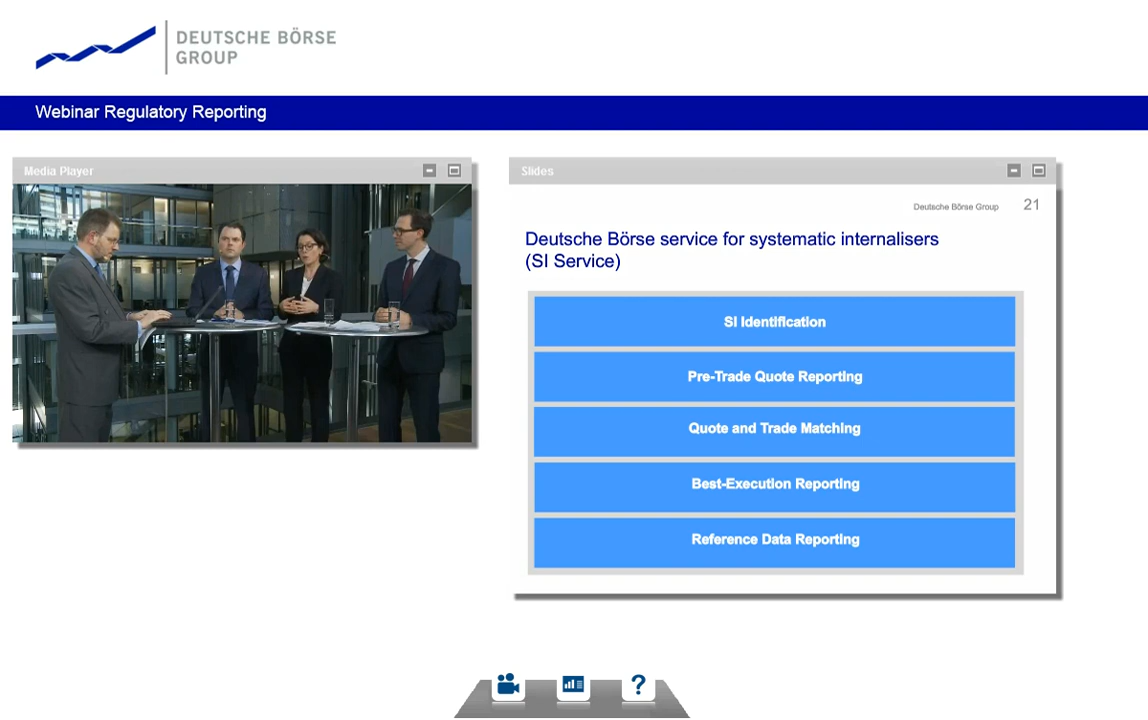 DEUTSCHE BÖRSE
GROUP
Webinar Regulatory Reporting
Media Player
Slides
Deutsche Börse Group 21
Deutsche Börse service for systematic internalisers
(SI Service)
SI Identification
Pre-Trade Quote Reporting
Quote and Trade Matching
Best-Execution Reporting
Reference Data Reporting
?